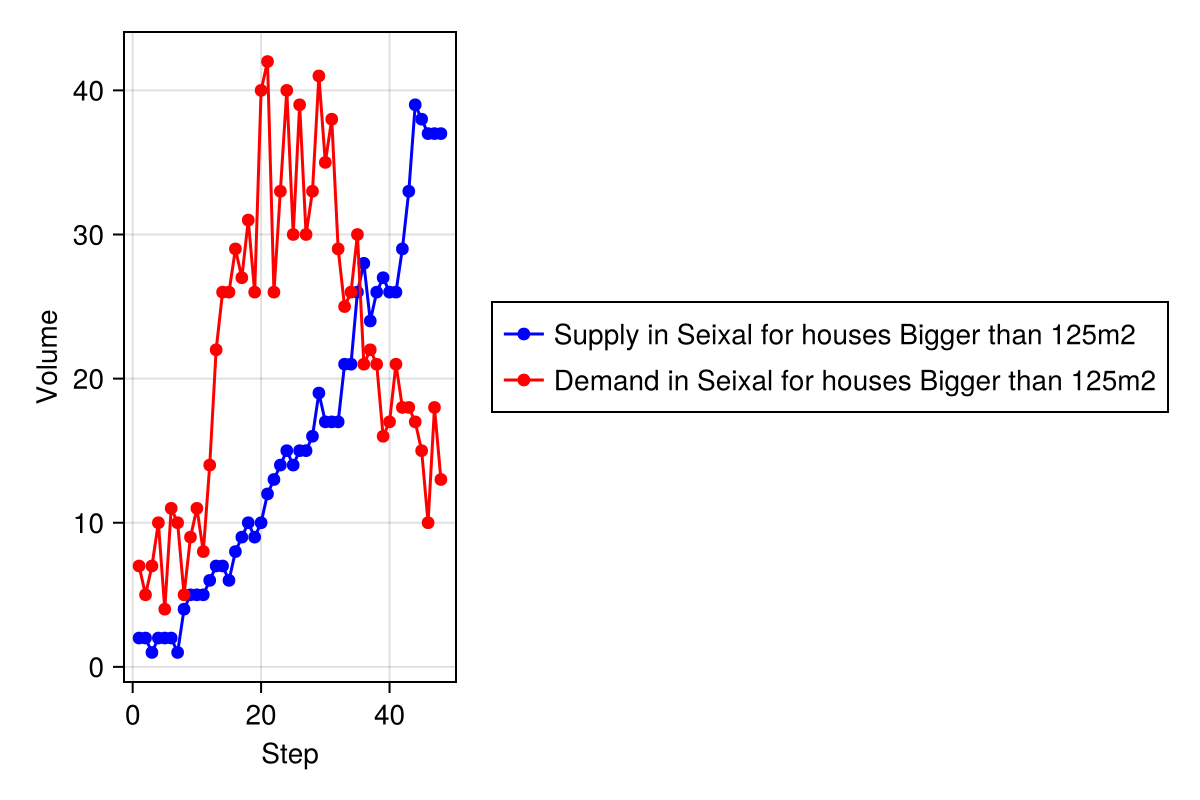 40
30
20
10
0
Volume
0 20 40
Step
Supply in Seixal for houses Bigger than 125m2
Demand in Seixal for houses Bigger than 125m2